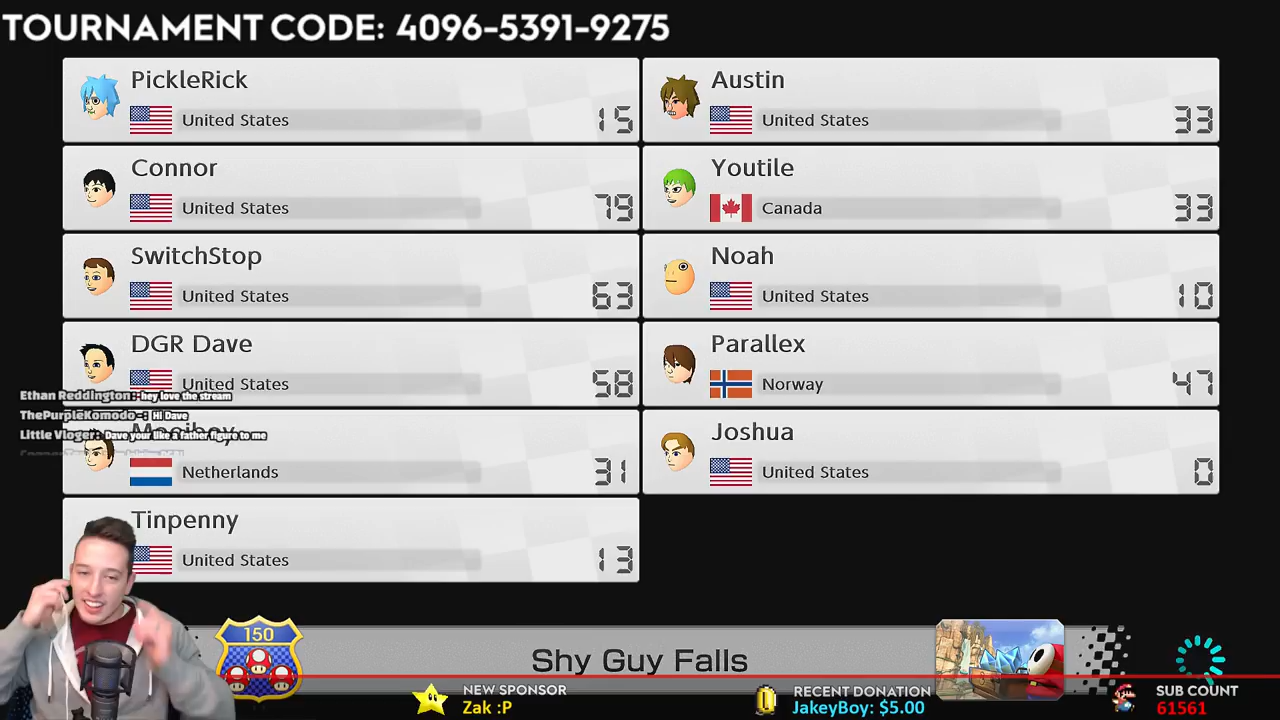 TOURNAMENT CODE: 4096-5391-9275
PickleRick
United States 15
Austin
United States 33
Connor
United States 79
Youtile
Canada 33
SwitchStop
United States 63
Noah
United States 10
DGR Dave
United States 58
Parallex
Norway 47
Ethan Reddington: hey love the stream
ThePurpleKomodo-: Hi Dave
Little Vloger: Dave your like a father figure to me
Netherlands 31
Joshua
United States 0
Tinpenny
United States 13
150
Shy Guy Falls
NEW SPONSOR
Zak :P
RECENT DONATION
JakeyBoy: $5.00
SUB COUNT
61561